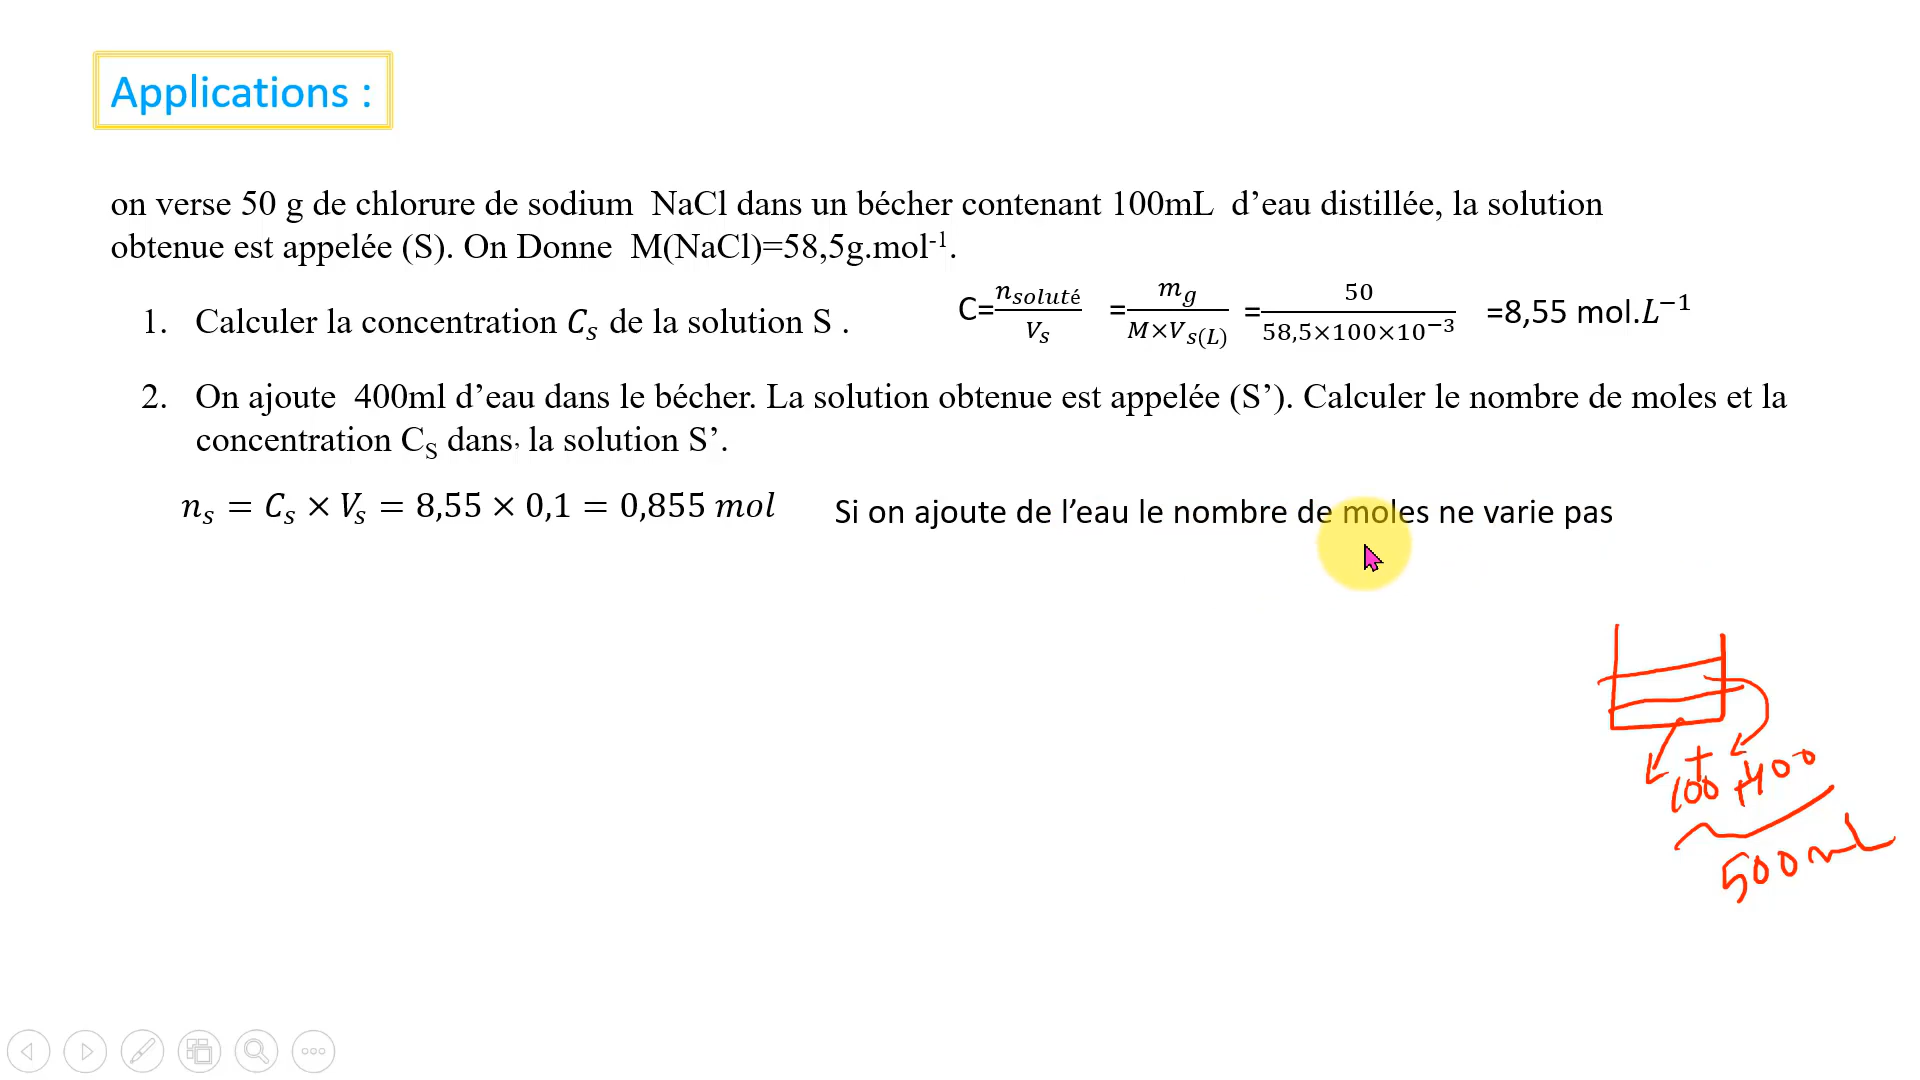 Applications :
on verse 50 g de chlorure de sodium NaCl dans un bécher contenant 100mL d’eau distillée, la solution
obtenue est appelée (S). On Donne M(NaCl)=58,5g.mol⁻¹.
1. Calculer la concentration Cₛ de la solution S . C=n_soluté/Vₛ =m_g/(M×V_s(L)) =50/(58,5×100×10⁻³) =8,55 mol.L⁻¹
2. On ajoute 400ml d’eau dans le bécher. La solution obtenue est appelée (S’). Calculer le nombre de moles et la
concentration C_S dans, la solution S’.
nₛ = Cₛ × Vₛ = 8,55 × 0,1 = 0,855 mol Si on ajoute de l’eau le nombre de moles ne varie pas
+
100 +400
500mL